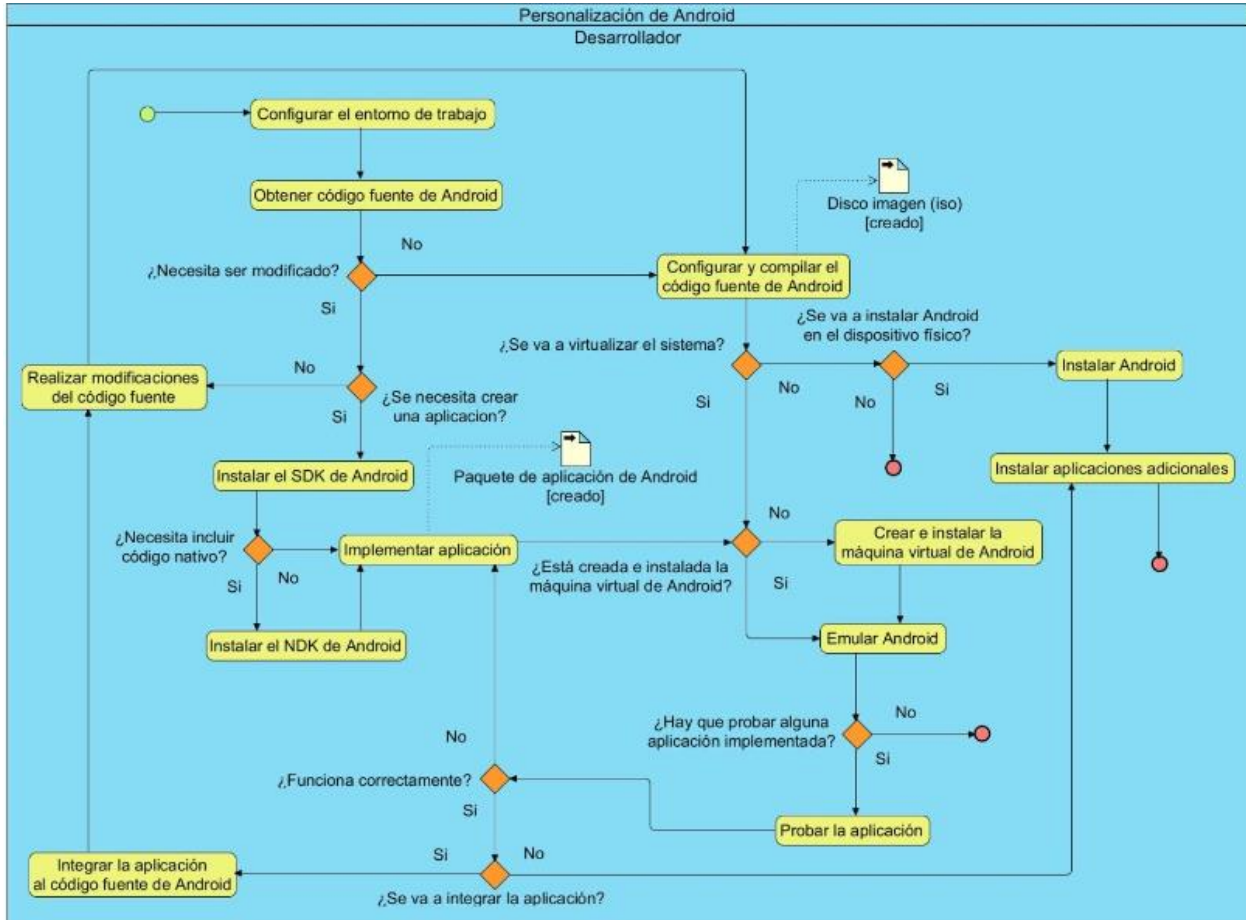 Personalización de Android
Desarrollador
Configurar el entorno de trabajo
Obtener código fuente de Android
Disco imagen (iso)
[creado]
No
¿Necesita ser modificado?
Configurar y compilar el
código fuente de Android
Si
¿Se va a instalar Android
en el dispositivo físico?
¿Se va a virtualizar el sistema?
Realizar modificaciones
del código fuente
No
Instalar Android
No
Si
¿Se necesita crear
una aplicacion?
Si
No
Si
Paquete de aplicación de Android
[creado]
Instalar el SDK de Android
Instalar aplicaciones adicionales
No
¿Necesita incluir
código nativo?
Implementar aplicación
Crear e instalar la
máquina virtual de Android
¿Está creada e instalada la
máquina virtual de Android?
No
Si
Si
Instalar el NDK de Android
Emular Android
¿Hay que probar alguna
aplicación implementada?
No
No
Si
¿Funciona correctamente?
Si
Probar la aplicación
Integrar la aplicación
al código fuente de Android
Si
No
¿Se va a integrar la aplicación?